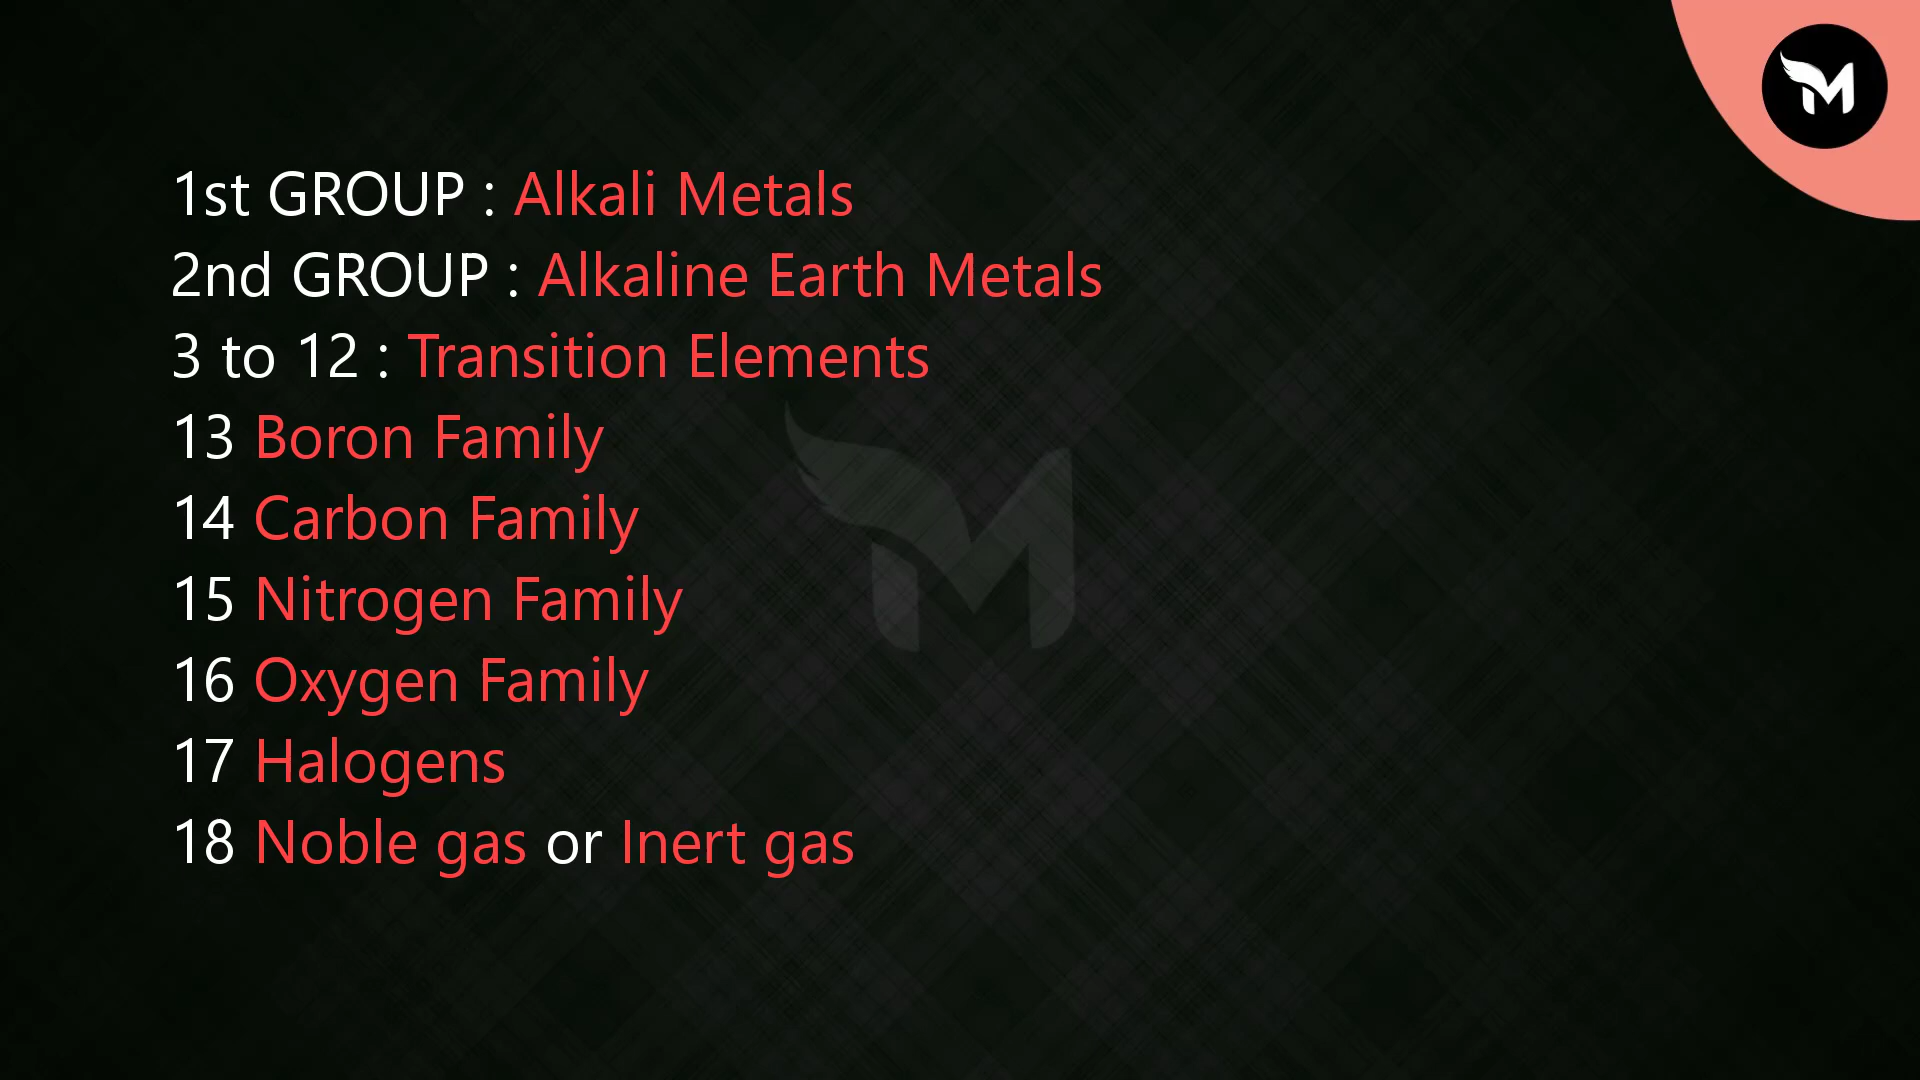 1st GROUP : Alkali Metals
2nd GROUP : Alkaline Earth Metals
3 to 12 : Transition Elements
13 Boron Family
14 Carbon Family
15 Nitrogen Family
16 Oxygen Family
17 Halogens
18 Noble gas or Inert gas